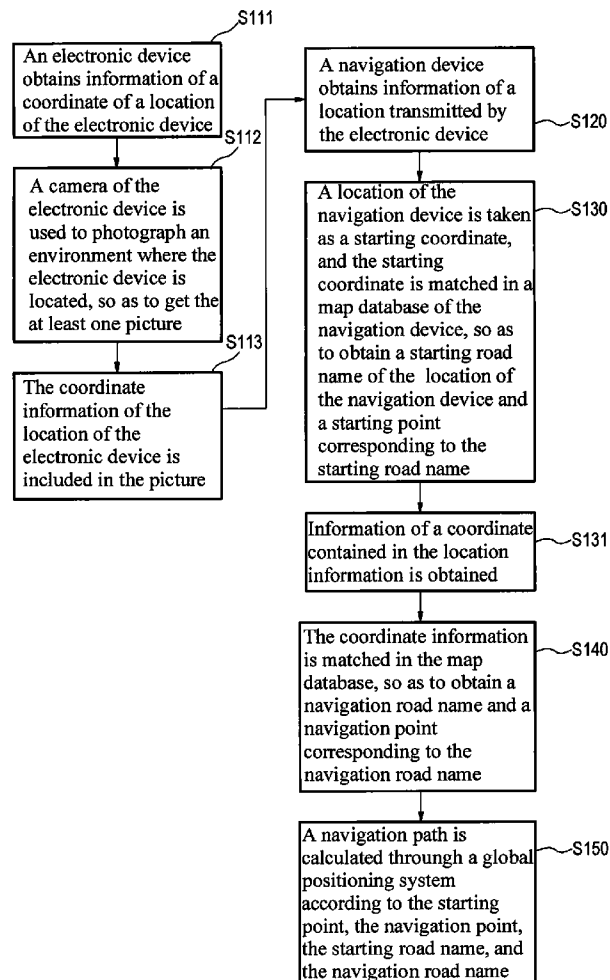 S111
An electronic device
obtains information of a
coordinate of a location
of the electronic device
S112
A camera of the
electronic device is
used to photograph an
environment where the
electronic device is
located, so as to get the
at least one picture
S113
The coordinate
information of the
location of the
electronic device is
included in the picture
A navigation device
obtains information of a
location transmitted by
the electronic device
S120
A location of the
navigation device is taken
as a starting coordinate,
and the starting
coordinate is matched in a
map database of the
navigation device, so as
to obtain a starting road
name of the location of
the navigation device and
a starting point
corresponding to the
starting road name
S130
Information of a coordinate
contained in the location
information is obtained
S131
The coordinate information
is matched in the map
database, so as to obtain a
navigation road name and a
navigation point
corresponding to the
navigation road name
S140
A navigation path is
calculated through a global
positioning system
according to the starting
point, the navigation point,
the starting road name, and
the navigation road name
S150